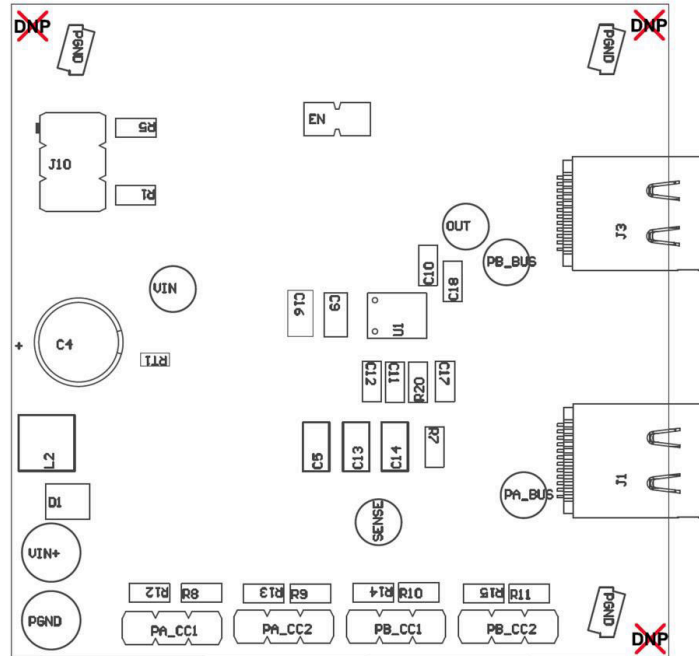 DNP
DNP
PGND
PGND
EN
R5
J10
R1
OUT
J3
PB_BUS
C10
C18
VIN
C16
C9
U1
+
C4
RT1
C12
C11
R20
C17
L2
C5
C13
C14
R7
J1
PA_BUS
D1
SENSE
VIN+
R12
R8
R13
R9
R14
R10
R15
R11
PGND
PGND
PA_CC1
PA_CC2
PB_CC1
PB_CC2
DNP